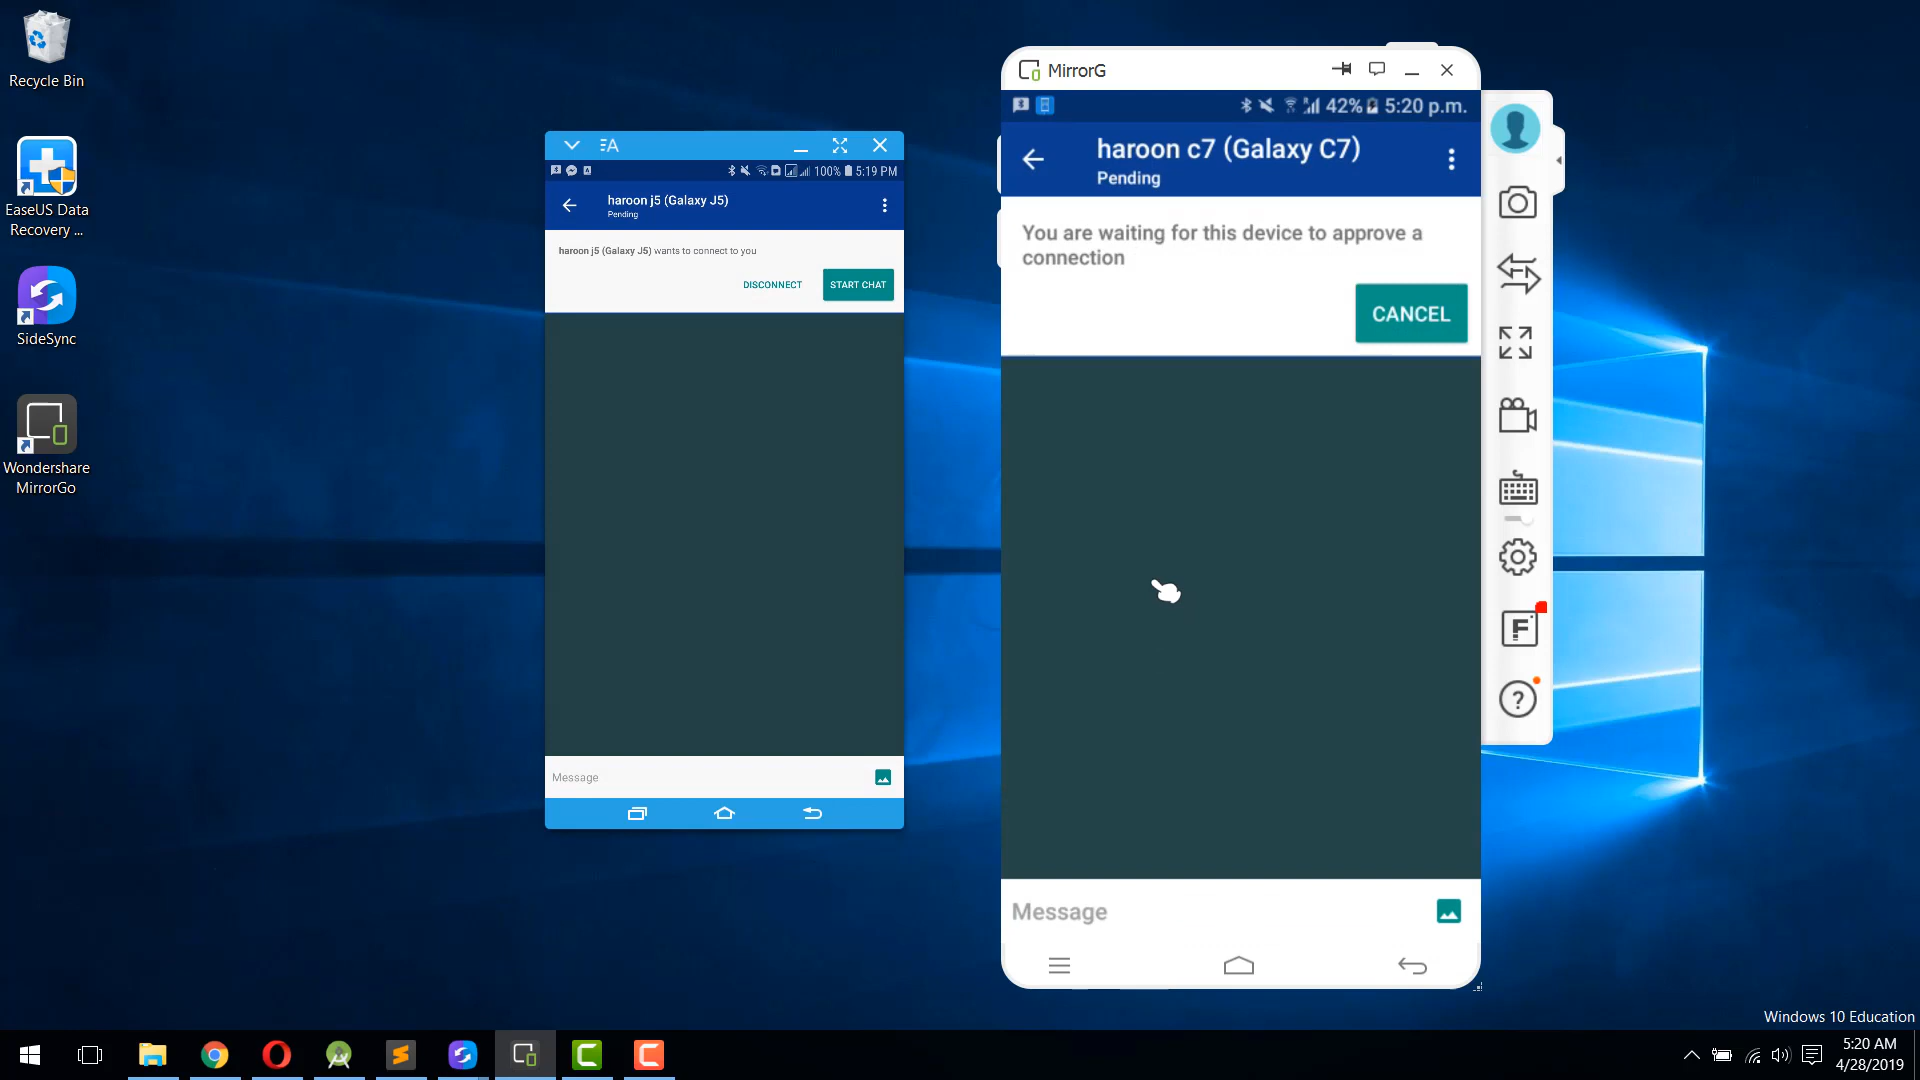 Recycle Bin
EaseUS Data
Recovery ...
SideSync
Wondershare
MirrorGo
A
100% 5:19 PM
haroon j5 (Galaxy J5)
Pending
haroon j5 (Galaxy J5) wants to connect to you
DISCONNECT START CHAT
Message
MirrorG
42% 5:20 p.m.
haroon c7 (Galaxy C7)
Pending
You are waiting for this device to approve a
connection
CANCEL
Message
F
?
Windows 10 Education
5:20 AM
4/28/2019